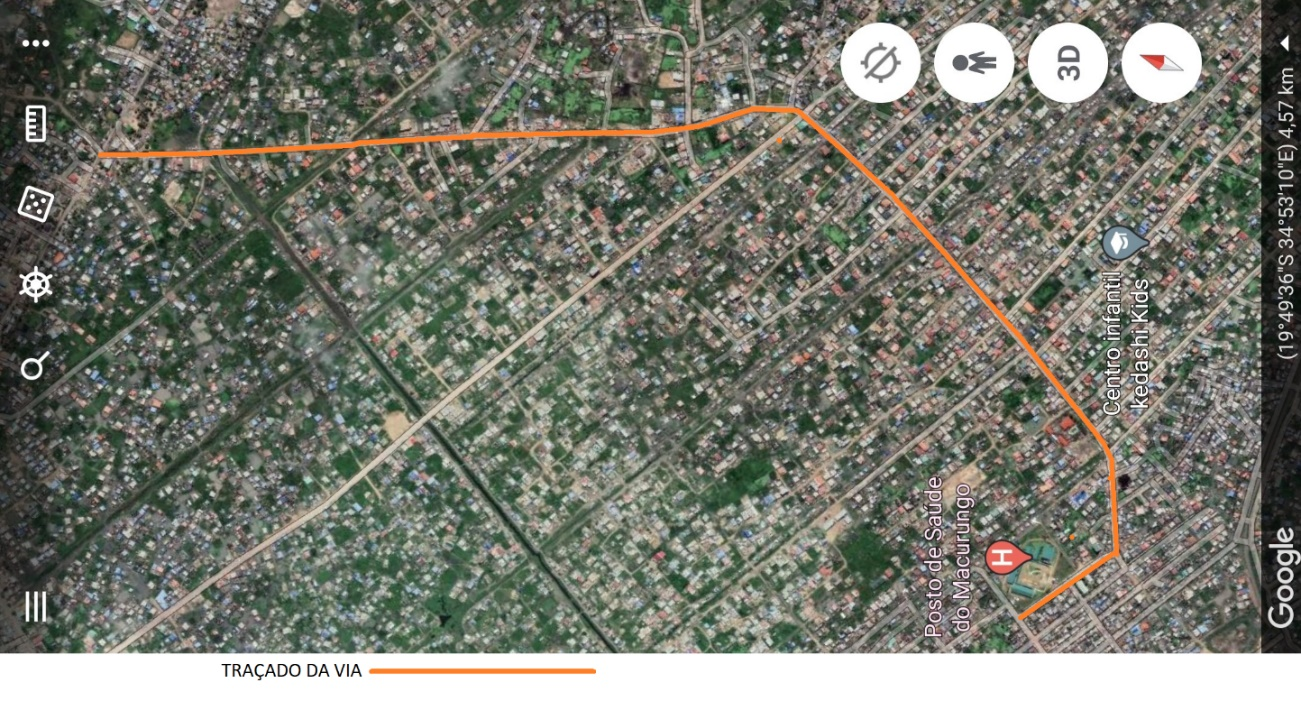 3D
Centro infantil
kedashi Kids
Posto de Saúde
do Macurungo
H
Google
(19°49'36"S 34°53'10"E) 4,57 km
TRAÇADO DA VIA